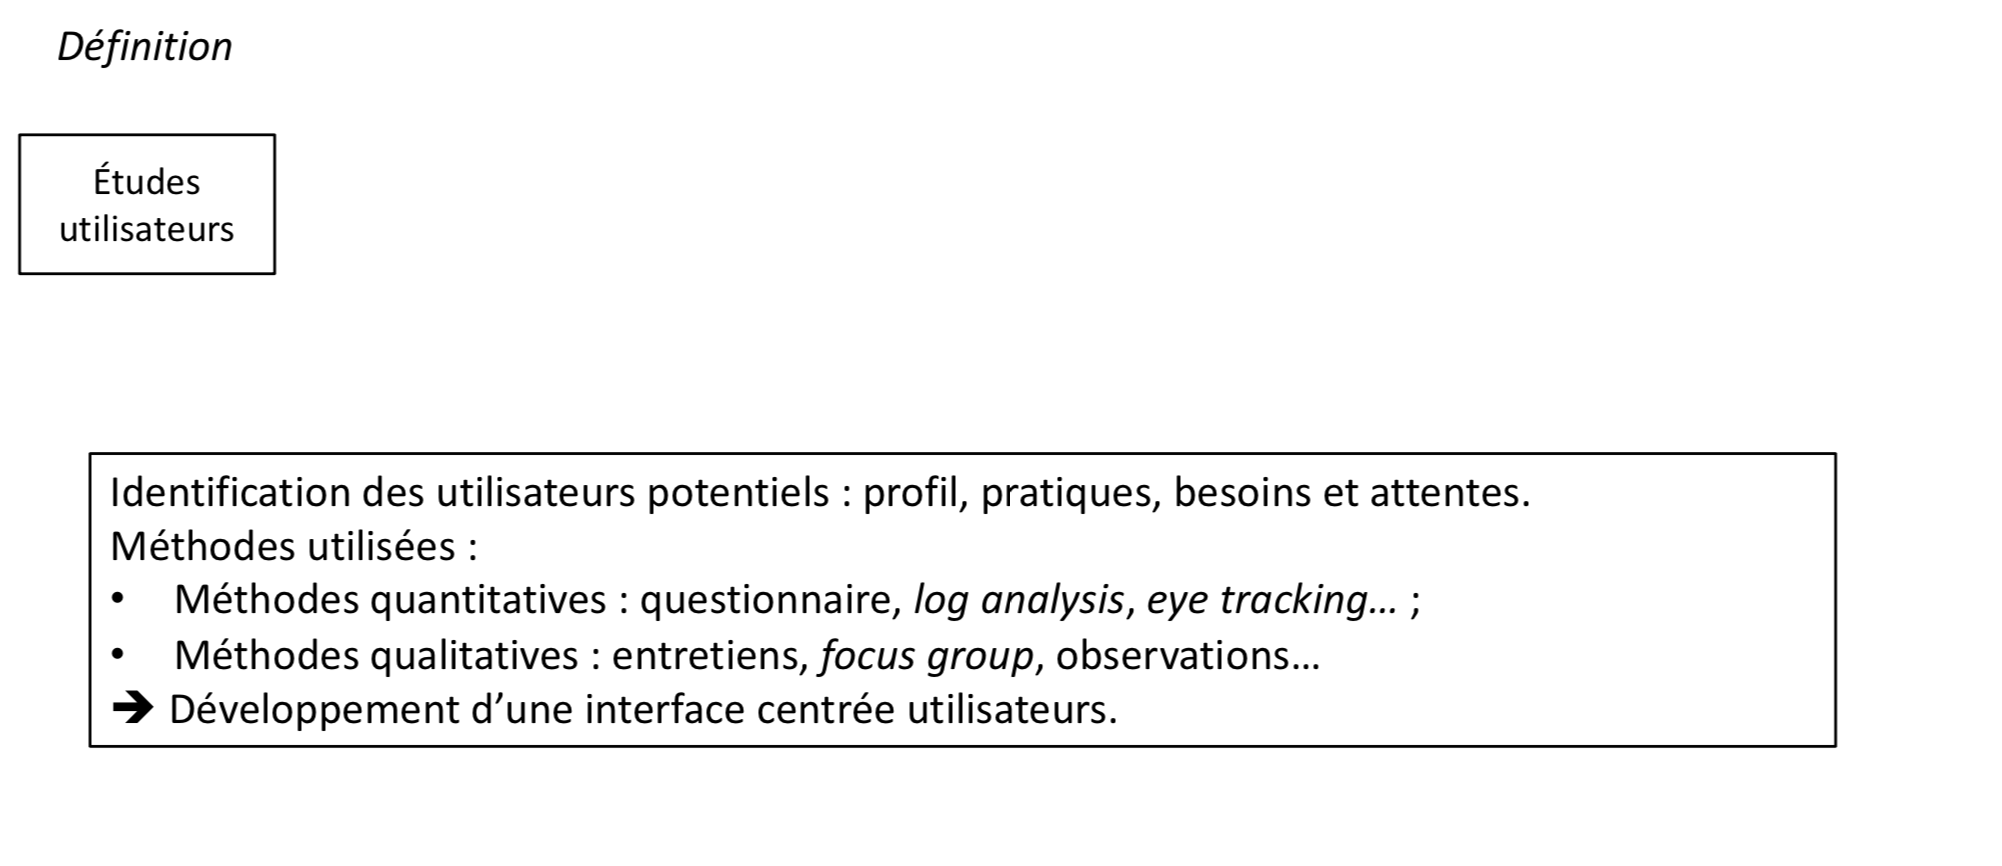 Définition
Études
utilisateurs
Identification des utilisateurs potentiels : profil, pratiques, besoins et attentes.
Méthodes utilisées :
• Méthodes quantitatives : questionnaire, log analysis, eye tracking… ;
• Méthodes qualitatives : entretiens, focus group, observations…
➔ Développement d’une interface centrée utilisateurs.